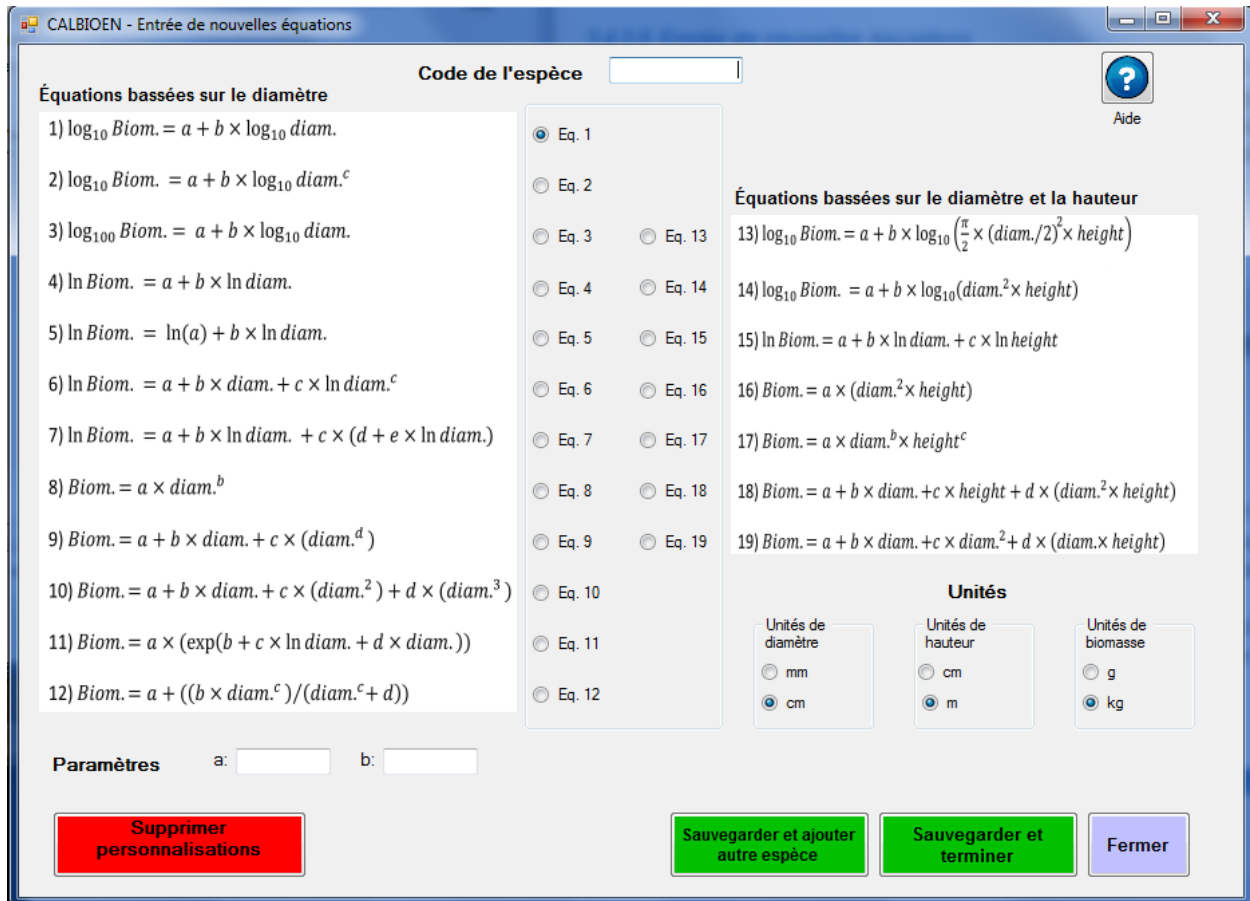 CALBIOEN - Entrée de nouvelles équations
Code de l'espèce
Aide
Équations bassées sur le diamètre
1) log₁₀ Biom. = a + b × log₁₀ diam.
2) log₁₀ Biom. = a + b × log₁₀ diam.ᶜ
3) log₁₀₀ Biom. = a + b × log₁₀ diam.
4) ln Biom. = a + b × ln diam.
5) ln Biom. = ln(a) + b × ln diam.
6) ln Biom. = a + b × diam. + c × ln diam.ᶜ
7) ln Biom. = a + b × ln diam. + c × (d + e × ln diam.)
8) Biom. = a × diam.ᵇ
9) Biom. = a + b × diam. + c × (diam.ᵈ )
10) Biom. = a + b × diam. + c × (diam.² ) + d × (diam.³ )
11) Biom. = a × (exp(b + c × ln diam. + d × diam. ))
12) Biom. = a + ((b × diam.ᶜ )/(diam.ᶜ + d))
Eq. 1
Eq. 2
Eq. 3
Eq. 4
Eq. 5
Eq. 6
Eq. 7
Eq. 8
Eq. 9
Eq. 10
Eq. 11
Eq. 12
Eq. 13
Eq. 14
Eq. 15
Eq. 16
Eq. 17
Eq. 18
Eq. 19
Équations bassées sur le diamètre et la hauteur
13) log₁₀ Biom. = a + b × log₁₀ (π/2 × (diam./2)² × height)
14) log₁₀ Biom. = a + b × log₁₀(diam.² × height)
15) ln Biom. = a + b × ln diam. + c × ln height
16) Biom. = a × (diam.² × height)
17) Biom. = a × diam.ᵇ × heightᶜ
18) Biom. = a + b × diam. +c × height + d × (diam.² × height)
19) Biom. = a + b × diam. +c × diam.² + d × (diam.× height)
Unités
Unités de
diamètre
mm
cm
Unités de
hauteur
cm
m
Unités de
biomasse
g
kg
Paramètres a: b:
Supprimer
personnalisations
Sauvegarder et ajouter
autre espèce
Sauvegarder et
terminer
Fermer